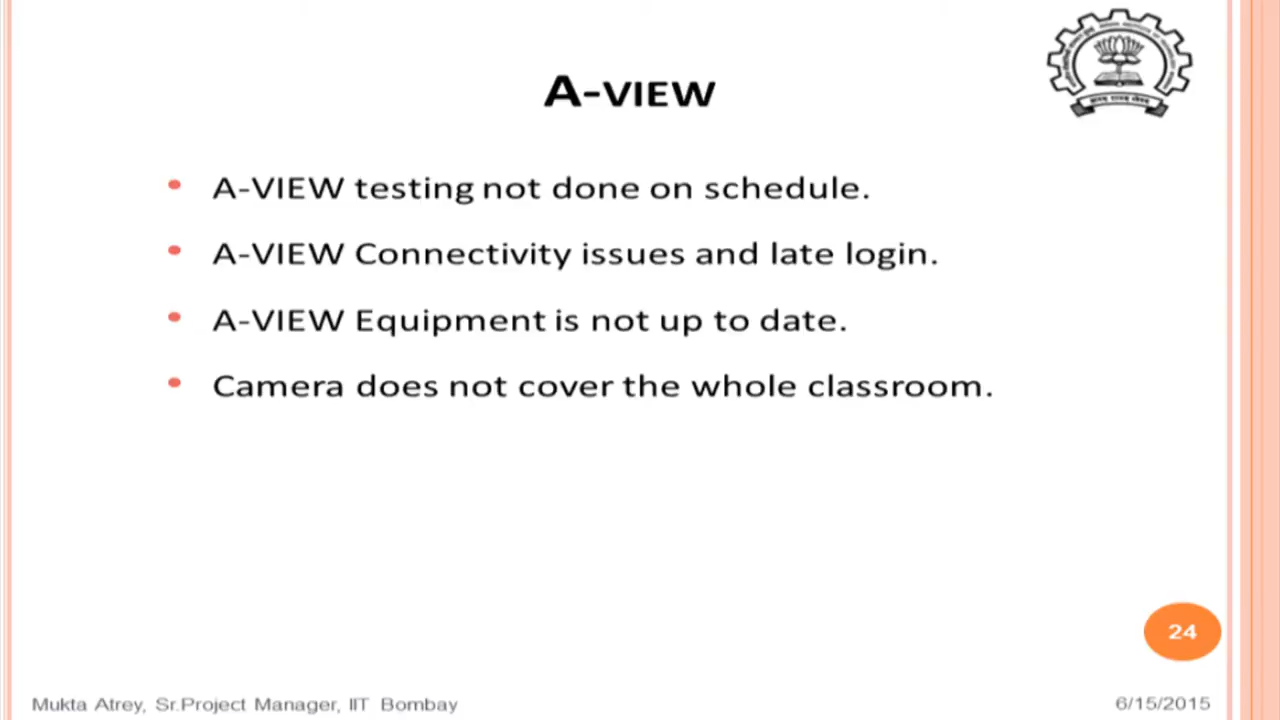 A-VIEW
A-VIEW testing not done on schedule.
A-VIEW Connectivity issues and late login.
A-VIEW Equipment is not up to date.
Camera does not cover the whole classroom.
24
Mukta Atrey, Sr.Project Manager, IIT Bombay
6/15/2015